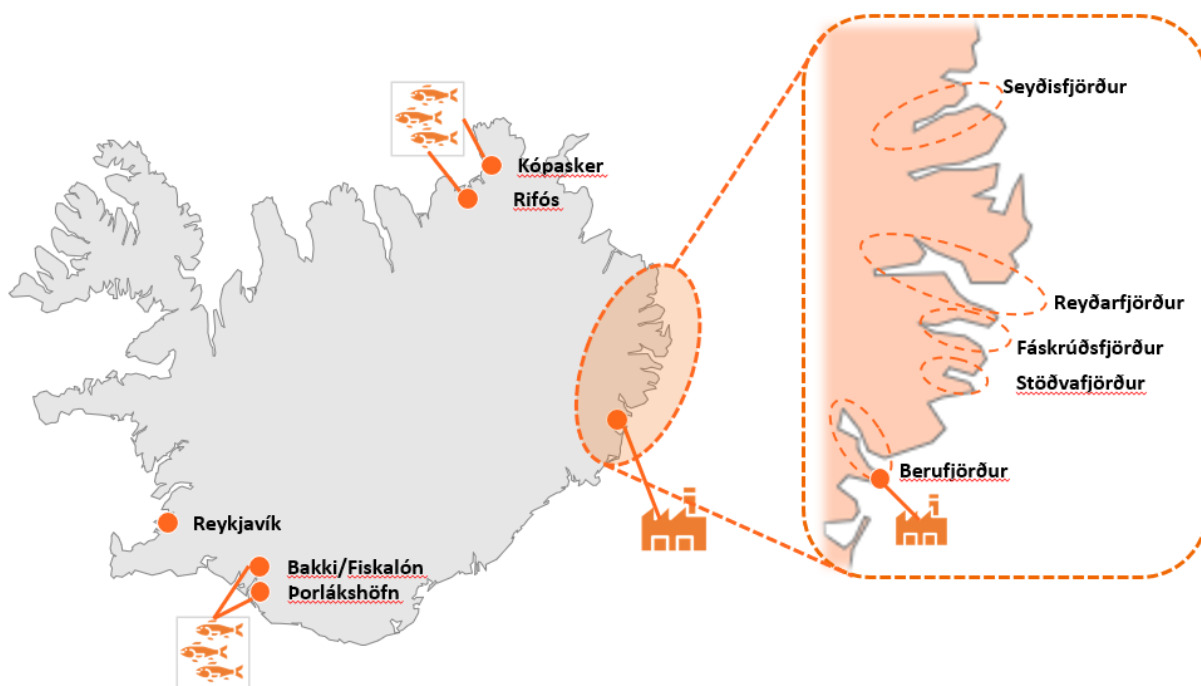 Kópasker
Rifós
Reykjavík
Bakki/Fiskalón
Þorlákshöfn
Seyðisfjörður
Reyðarfjörður
Fáskrúðsfjörður
Stöðvafjörður
Berufjörður